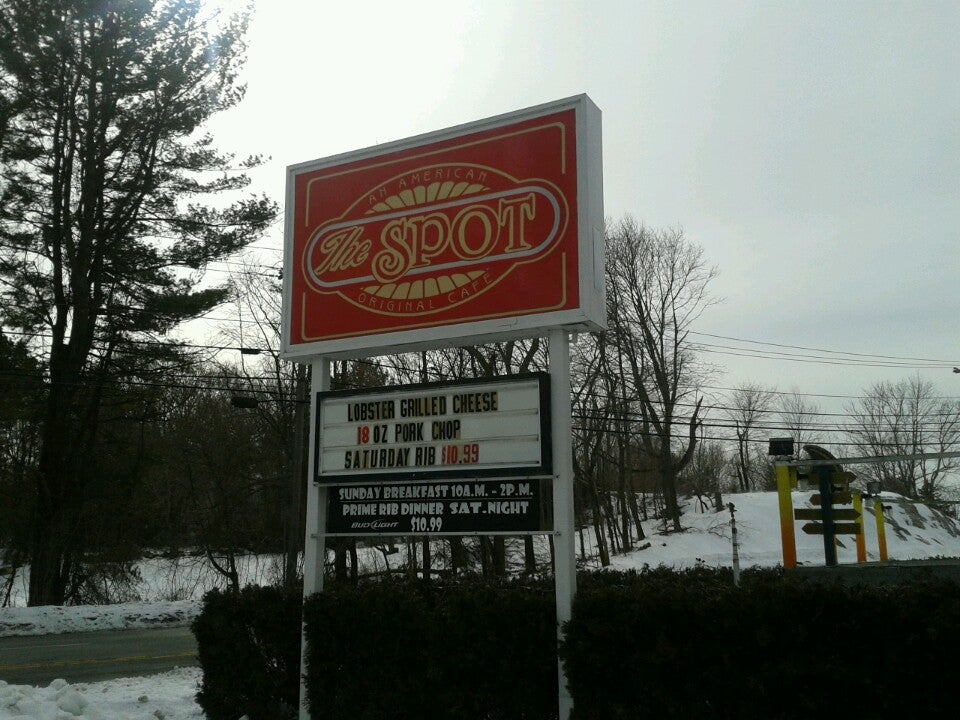 AN AMERICAN
The SPOT
ORIGINAL CAFE
LOBSTER GRILLED CHEESE
18 OZ PORK CHOP
SATURDAY RIB $10.99
SUNDAY BREAKFAST 10A.M. - 2P.M.
PRIME RIB DINNER SAT. NIGHT
BUD LIGHT $10.99